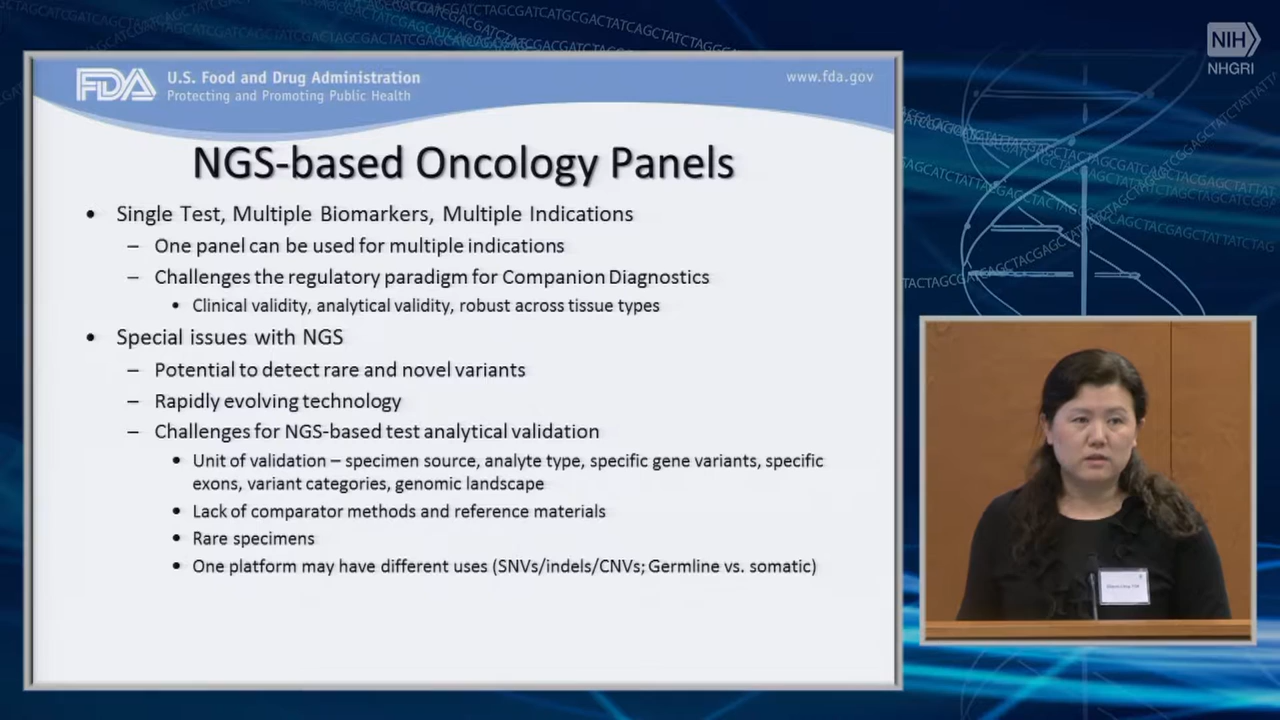 NIH
NHGRI
FDA
U.S. Food and Drug Administration
Protecting and Promoting Public Health
www.fda.gov
NGS-based Oncology Panels
• Single Test, Multiple Biomarkers, Multiple Indications
– One panel can be used for multiple indications
– Challenges the regulatory paradigm for Companion Diagnostics
• Clinical validity, analytical validity, robust across tissue types
• Special issues with NGS
– Potential to detect rare and novel variants
– Rapidly evolving technology
– Challenges for NGS-based test analytical validation
• Unit of validation – specimen source, analyte type, specific gene variants, specific
exons, variant categories, genomic landscape
• Lack of comparator methods and reference materials
• Rare specimens
• One platform may have different uses (SNVs/indels/CNVs; Germline vs. somatic)